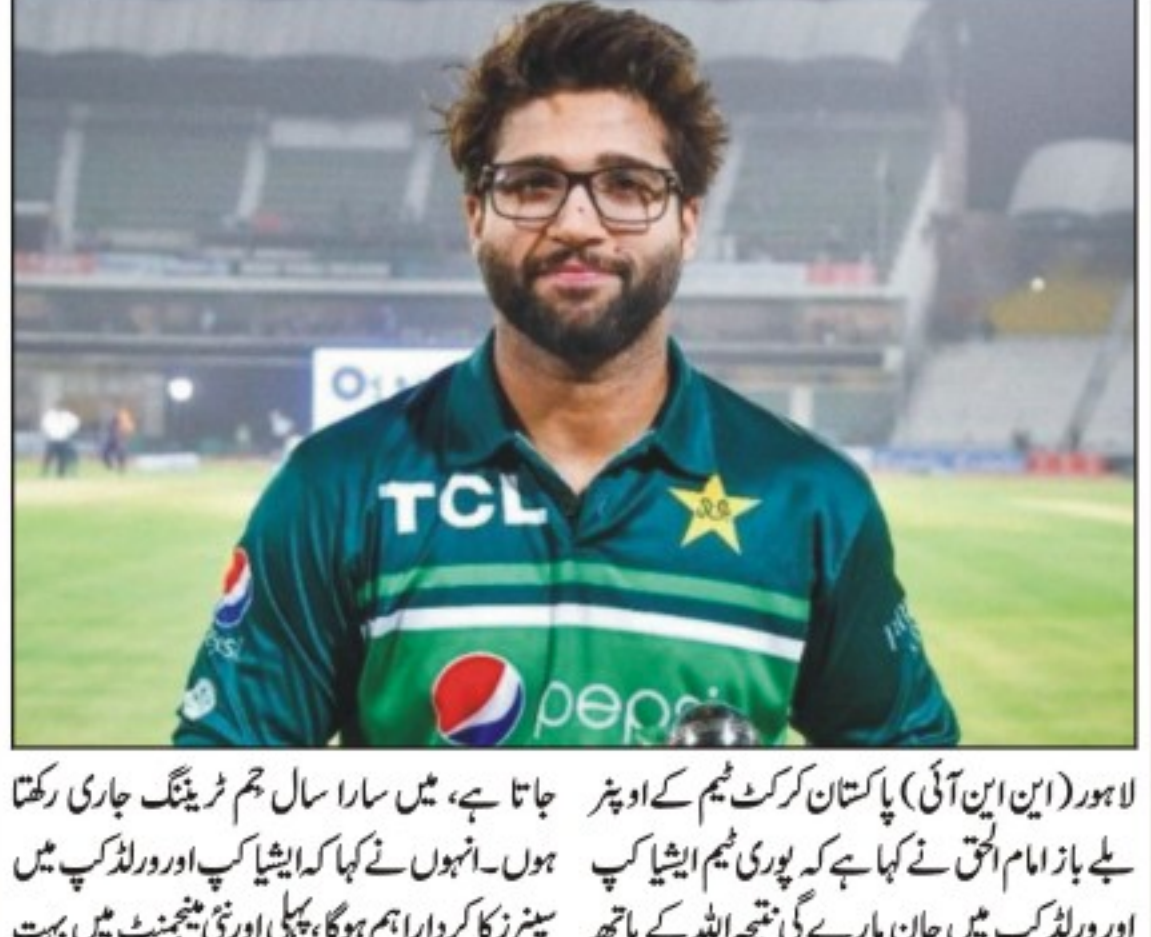 TCL
pepsi
لاہور(این این آئی) پاکستان کرکٹ ٹیم کے اوپنر
بلے باز امام الحق نے کہا ہے کہ پوری ٹیم ایشیا کپ
اور ورلڈ کپ میں جان مارے گی نتیجہ اللہ کے ہاتھ
جاتا ہے، میں سارا سال جم ٹریننگ جاری رکھتا
ہوں۔ انہوں نے کہا کہ ایشیا کپ اور ورلڈ کپ میں
سپنرز کا کردار اہم ہوگا، پہلی اور نئی مینجمنٹ میں بہت